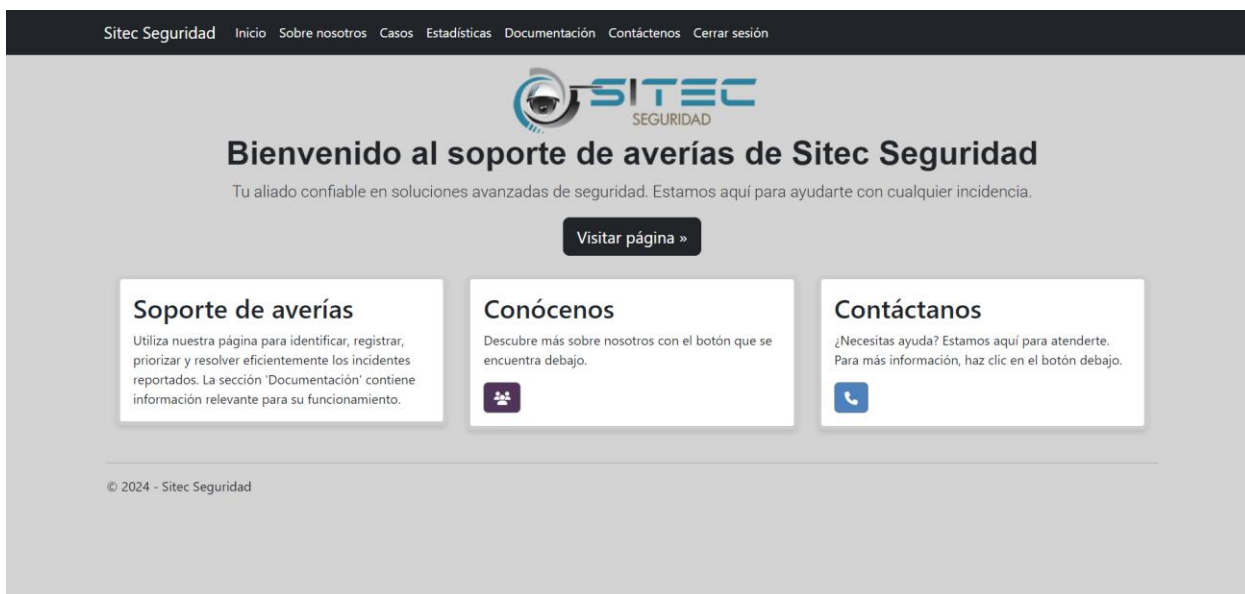 Sitec Seguridad Inicio Sobre nosotros Casos Estadísticas Documentación Contáctenos Cerrar sesión
SITEC
SEGURIDAD
Bienvenido al soporte de averías de Sitec Seguridad
Tu aliado confiable en soluciones avanzadas de seguridad. Estamos aquí para ayudarte con cualquier incidencia.
Visitar página »
Soporte de averías
Utiliza nuestra página para identificar, registrar,
priorizar y resolver eficientemente los incidentes
reportados. La sección 'Documentación' contiene
información relevante para su funcionamiento.
Conócenos
Descubre más sobre nosotros con el botón que se
encuentra debajo.
Contáctanos
¿Necesitas ayuda? Estamos aquí para atenderte.
Para más información, haz clic en el botón debajo.
© 2024 - Sitec Seguridad